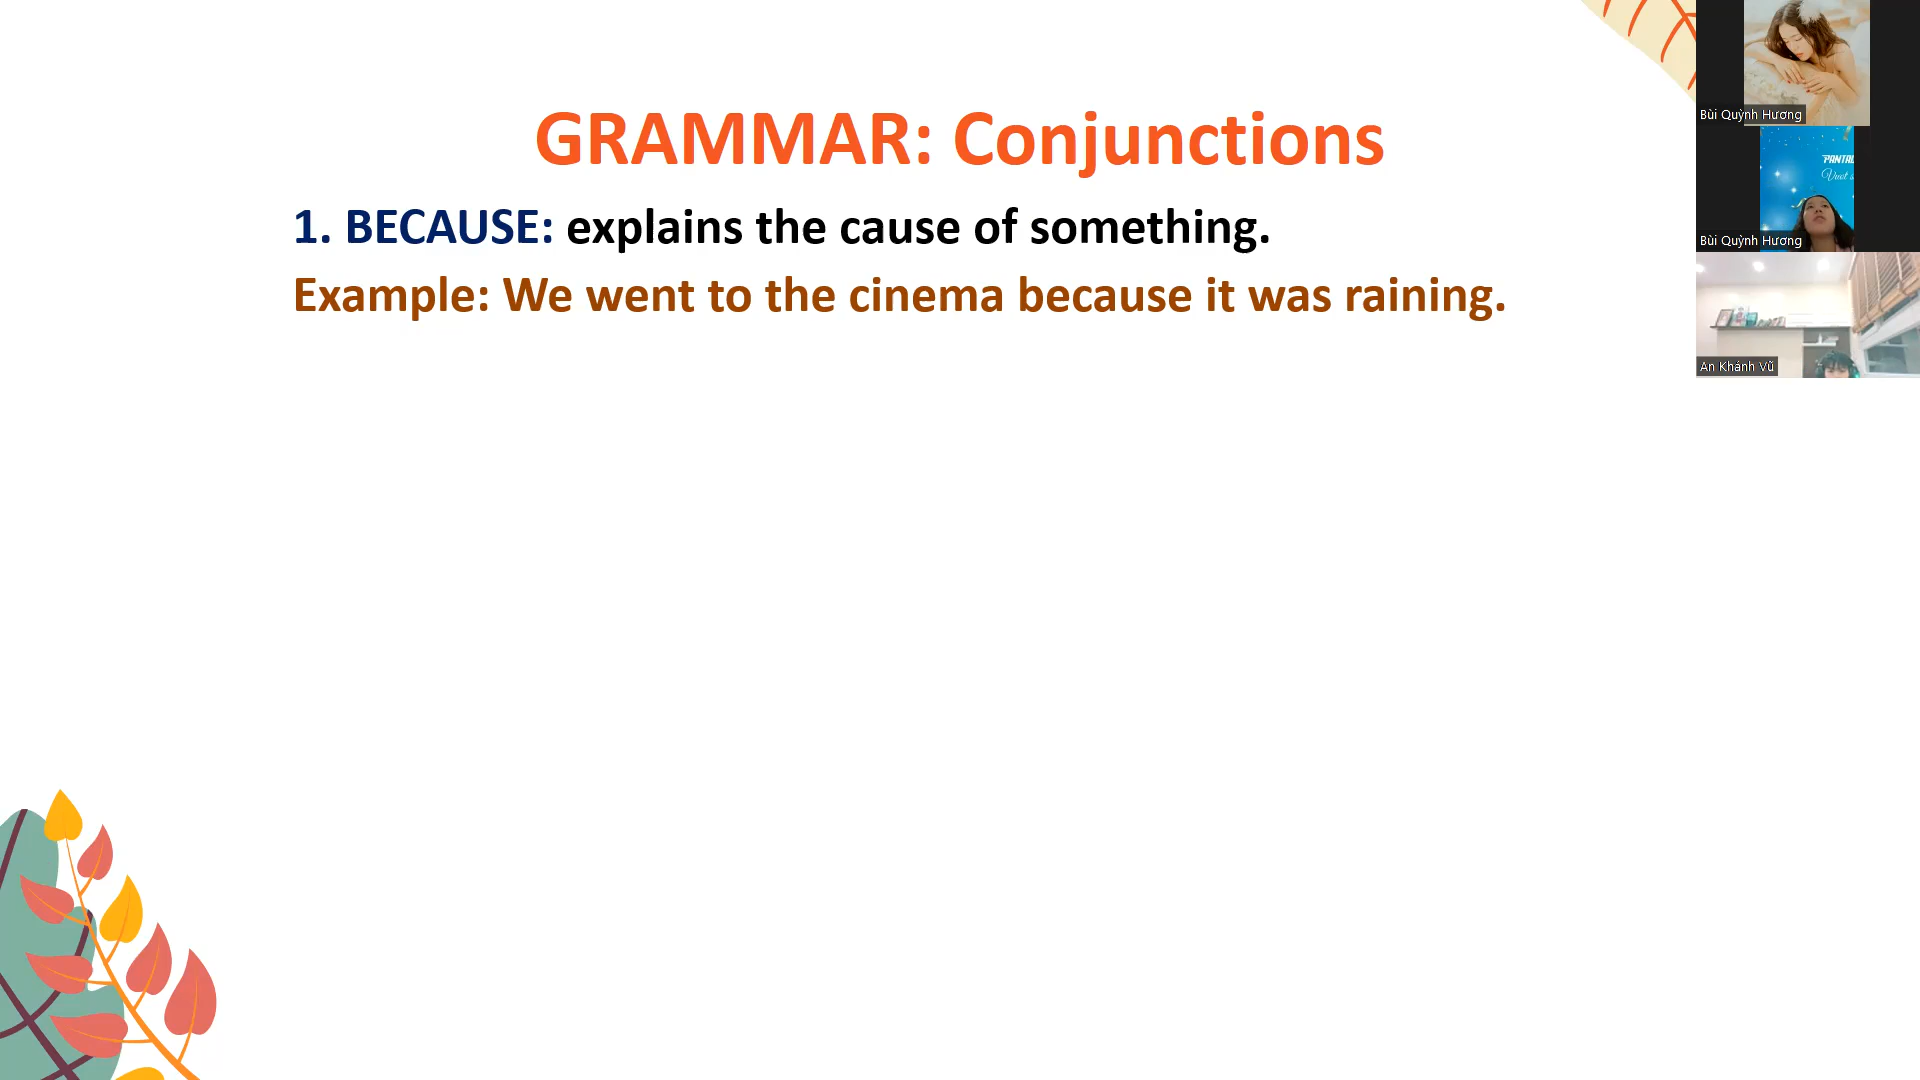 GRAMMAR: Conjunctions
1. BECAUSE: explains the cause of something.
Example: We went to the cinema because it was raining.
Bùi Quỳnh Hương
Bùi Quỳnh Hương
An Khánh Vũ